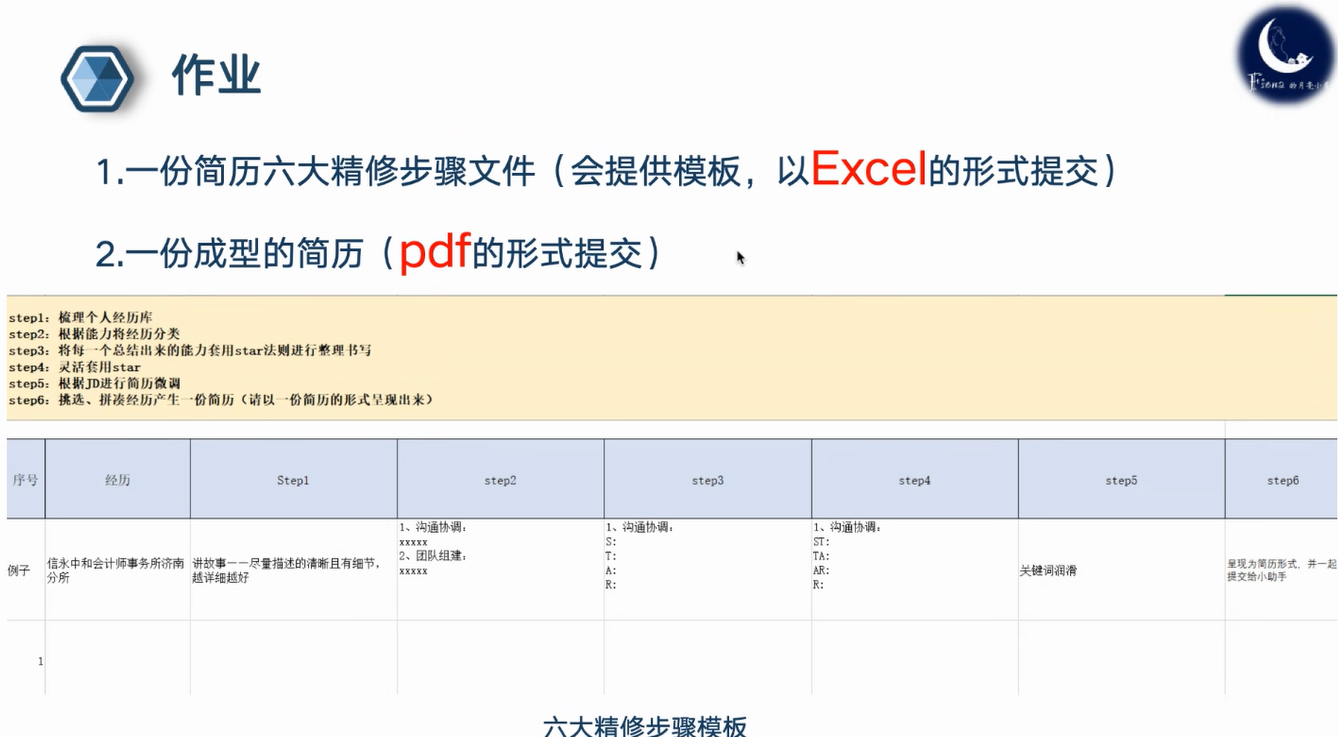 作业
Fiona 的月亮小
1.一份简历六大精修步骤文件（会提供模板，以Excel的形式提交）
2.一份成型的简历（pdf的形式提交）
step1：梳理个人经历库
step2：根据能力将经历分类
step3：将每一个总结出来的能力套用star法则进行整理书写
step4：灵活套用star
step5：根据JD进行简历微调
step6：挑选、拼凑经历产生一份简历（请以一份简历的形式呈现出来）
序号 经历 Step1 step2 step3 step4 step5 step6
例子
信永中和会计师事务所济南
分所
讲故事——尽量描述的清晰且有细节，
越详细越好
1、沟通协调：
xxxxx
2、团队组建：
xxxxx
1、沟通协调：
S:
T:
A:
R:
1、沟通协调：
ST:
TA:
AR:
R:
关键词润滑
呈现为简历形式，并一起
提交给小助手
1
六大精修步骤模板